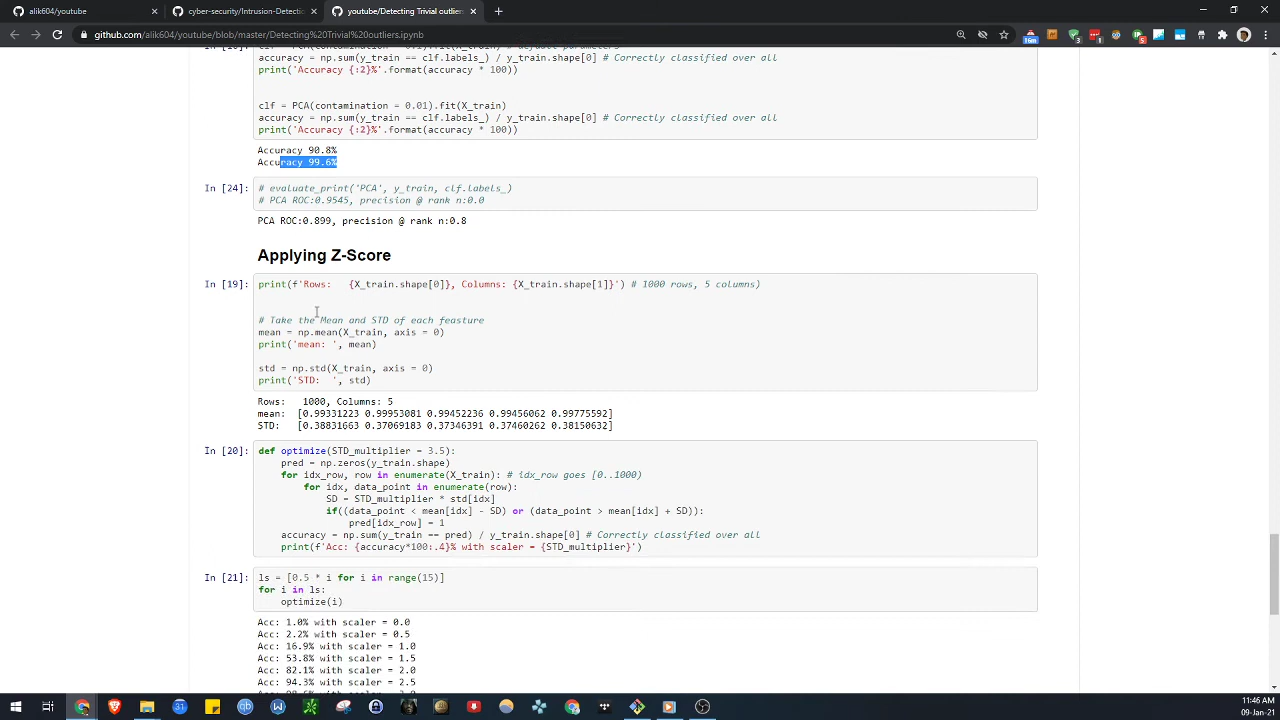 alik604/youtube
cyber-security/Intrusion-Detectio
youtube/Detecting Trivial outliers
github.com/alik604/youtube/blob/master/Detecting%20Trivial%20outliers.ipynb
accuracy = np.sum(y_train == clf.labels_) / y_train.shape[0] # Correctly classified over all
print('Accuracy {:2}%'.format(accuracy * 100))
clf = PCA(contamination = 0.01).fit(X_train)
accuracy = np.sum(y_train == clf.labels_) / y_train.shape[0] # Correctly classified over all
print('Accuracy {:2}%'.format(accuracy * 100))
Accuracy 90.8%
Accuracy 99.6%
In [24]: # evaluate_print('PCA', y_train, clf.labels_)
# PCA ROC:0.9545, precision @ rank n:0.0
PCA ROC:0.899, precision @ rank n:0.8
Applying Z-Score
In [19]: print(f'Rows:   {X_train.shape[0]}, Columns: {X_train.shape[1]}') # 1000 rows, 5 columns)
# Take the Mean and STD of each feasture
mean = np.mean(X_train, axis = 0)
print('mean: ', mean)
std = np.std(X_train, axis = 0)
print('STD:  ', std)
Rows:   1000, Columns: 5
mean:  [0.99331223 0.99953081 0.99452236 0.99456062 0.99775592]
STD:   [0.38831663 0.37069183 0.37346391 0.37460262 0.38150632]
In [20]: def optimize(STD_multiplier = 3.5):
pred = np.zeros(y_train.shape)
for idx_row, row in enumerate(X_train): # idx_row goes [0..1000)
for idx, data_point in enumerate(row):
SD = STD_multiplier * std[idx]
if((data_point < mean[idx] - SD) or (data_point > mean[idx] + SD)):
pred[idx_row] = 1
accuracy = np.sum(y_train == pred) / y_train.shape[0] # Correctly classified over all
print(f'Acc: {accuracy*100:.4}% with scaler = {STD_multiplier}')
In [21]: ls = [0.5 * i for i in range(15)]
for i in ls:
optimize(i)
Acc: 1.0% with scaler = 0.0
Acc: 2.2% with scaler = 0.5
Acc: 16.9% with scaler = 1.0
Acc: 53.8% with scaler = 1.5
Acc: 82.1% with scaler = 2.0
Acc: 94.3% with scaler = 2.5
11:46 AM
09-Jan-21